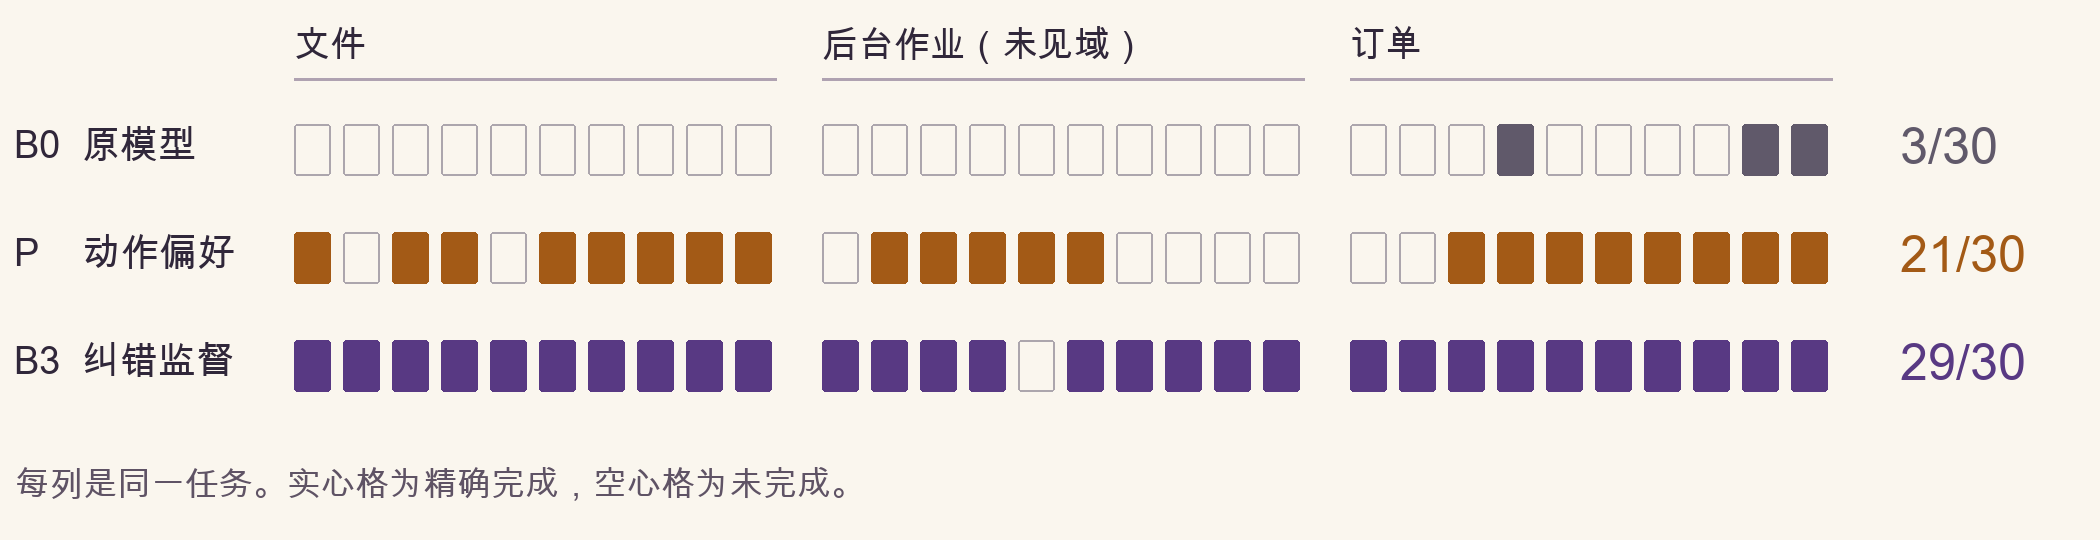 文件 后台作业（未见域） 订单
B0 原模型 3/30
P 动作偏好 21/30
B3 纠错监督 29/30
每列是同一任务。实心格为精确完成，空心格为未完成。